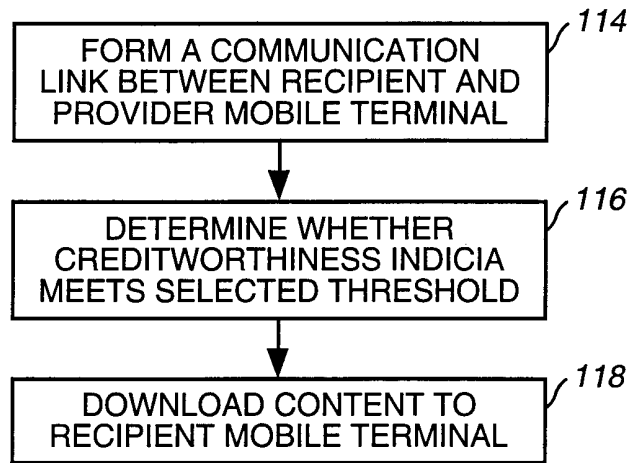 114
FORM A COMMUNICATION
LINK BETWEEN RECIPIENT AND
PROVIDER MOBILE TERMINAL
116
DETERMINE WHETHER
CREDITWORTHINESS INDICIA
MEETS SELECTED THRESHOLD
118
DOWNLOAD CONTENT TO
RECIPIENT MOBILE TERMINAL